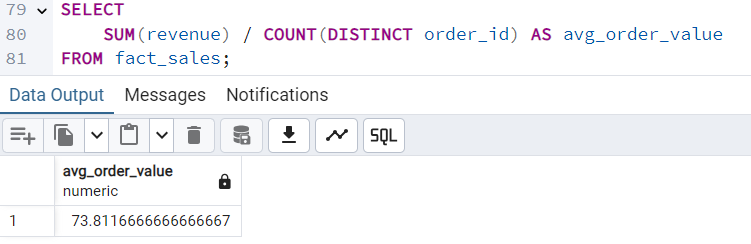 79 SELECT
80 SUM(revenue) / COUNT(DISTINCT order_id) AS avg_order_value
81 FROM fact_sales;
Data Output Messages Notifications
SQL
avg_order_value
numeric
1 73.8116666666666667